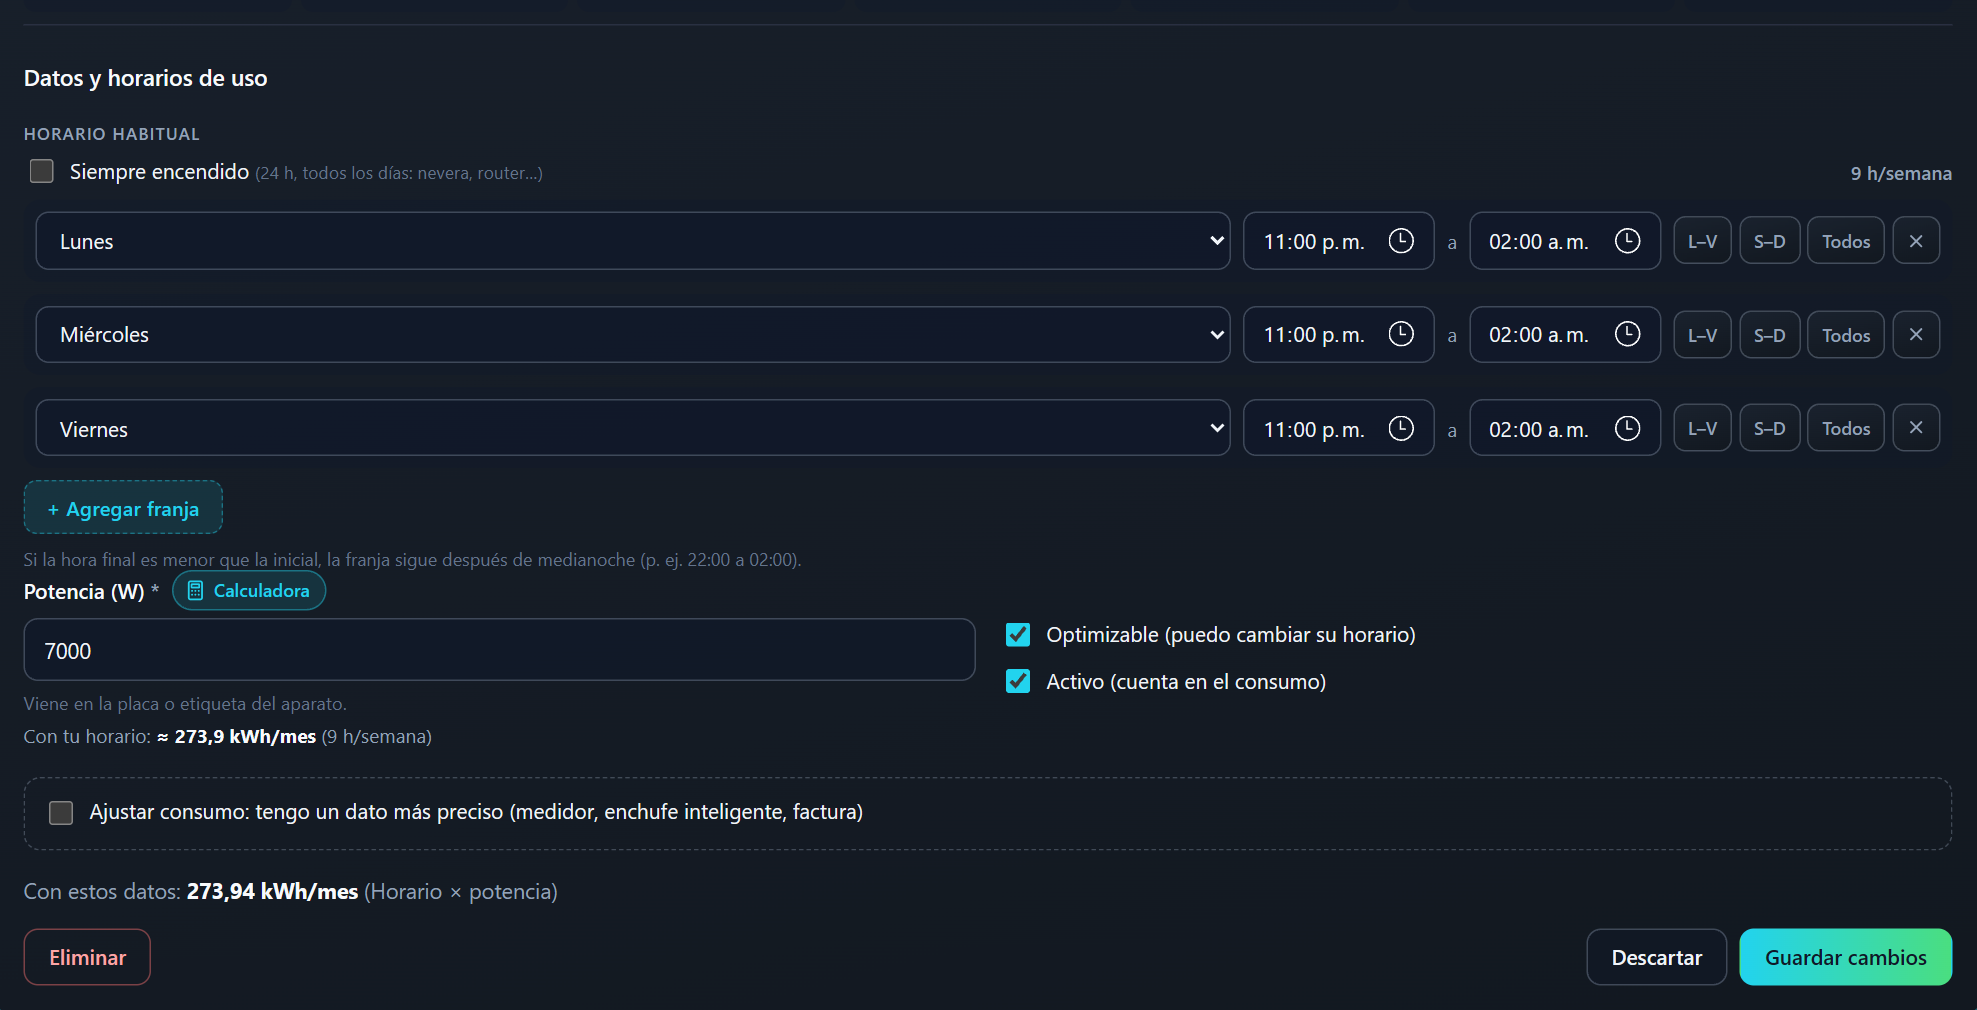 Datos y horarios de uso
HORARIO HABITUAL
Siempre encendido (24 h, todos los días: nevera, router...)
9 h/semana
Lunes 11:00 p. m. a 02:00 a. m. L–V S–D Todos ×
Miércoles 11:00 p. m. a 02:00 a. m. L–V S–D Todos ×
Viernes 11:00 p. m. a 02:00 a. m. L–V S–D Todos ×
+ Agregar franja
Si la hora final es menor que la inicial, la franja sigue después de medianoche (p. ej. 22:00 a 02:00).
Potencia (W) * Calculadora
7000
Optimizable (puedo cambiar su horario)
Activo (cuenta en el consumo)
Viene en la placa o etiqueta del aparato.
Con tu horario: ≈ 273,9 kWh/mes (9 h/semana)
Ajustar consumo: tengo un dato más preciso (medidor, enchufe inteligente, factura)
Con estos datos: 273,94 kWh/mes (Horario × potencia)
Eliminar
Descartar
Guardar cambios